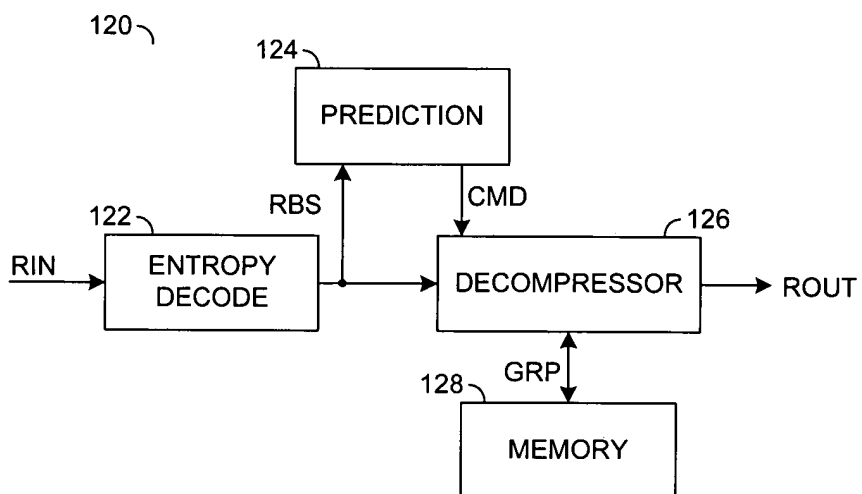 120
124
PREDICTION
RBS
CMD
122
126
RIN
ENTROPY
DECODE
DECOMPRESSOR
ROUT
GRP
128
MEMORY